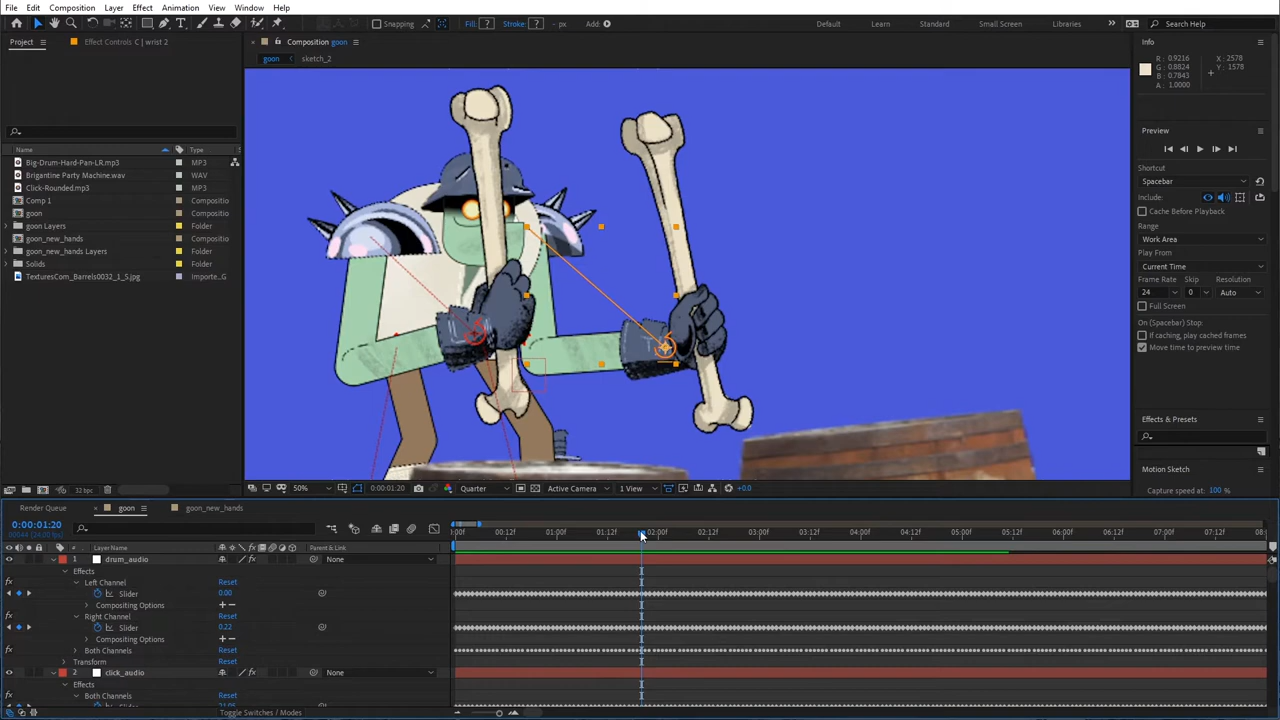 File Edit Composition Layer Effect Animation View Window Help
Snapping Fill: ? Stroke: ? - px Add: Default Learn Standard Small Screen Libraries Search Help
Project Effect Controls C | wrist 2 Composition goon Info
goon sketch_2
R: 0.9216 X: 2578
G: 0.8824 Y: 1578
B: 0.7843
A: 1.0000
Name Type
Big-Drum-Hard-Pan-LR.mp3 MP3
Brigantine Party Machine.wav WAV
Click-Rounded.mp3 MP3
Comp 1 Compositio
goon Compositio
goon Layers Folder
goon_new_hands Compositio
goon_new_hands Layers Folder
Solids Folder
TexturesCom_Barrels0032_1_S.jpg Importe...G
Preview
Shortcut
Spacebar
Include:
Cache Before Playback
Range
Work Area
Play From
Current Time
Frame Rate Skip Resolution
24 0 Auto
Full Screen
On (Spacebar) Stop:
If caching, play cached frames
Move time to preview time
Effects & Presets
Motion Sketch
Capture speed at: 100 %
32 bpc 50% 0:00:01:20 Quarter Active Camera 1 View +0.0
Render Queue goon goon_new_hands
0:00:01:20
00044 (24.00 fps)
:00f 00:12f 01:00f 01:12f 02:00f 02:12f 03:00f 03:12f 04:00f 04:12f 05:00f 05:12f 06:00f 06:12f 07:00f 07:12f 08:
# Layer Name Parent & Link
1 drum_audio None
Effects
Left Channel Reset
Slider 0.00
Compositing Options + −
Right Channel Reset
Slider 0.22
Compositing Options + −
Both Channels Reset
Transform Reset
2 click_audio None
Effects
Both Channels Reset
Toggle Switches / Modes